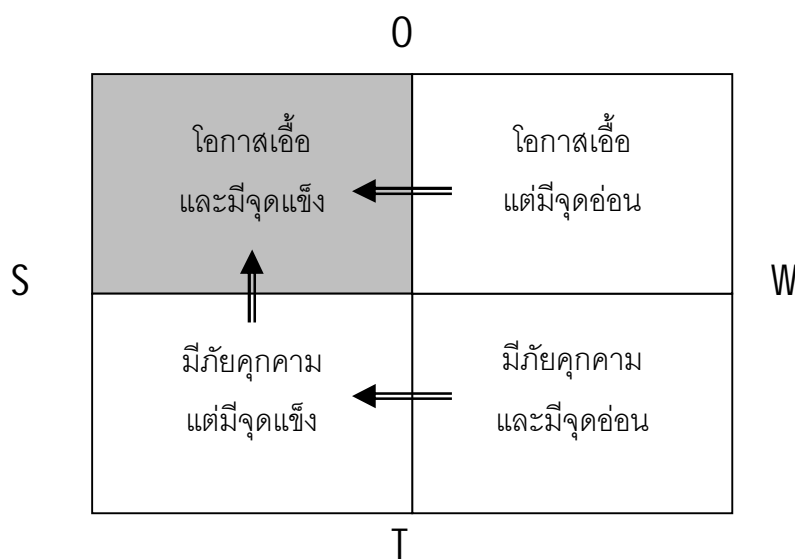 O
โอกาสเอื้อ
และมีจุดแข็ง
โอกาสเอื้อ
แต่มีจุดอ่อน
S
W
มีภัยคุกคาม
แต่มีจุดแข็ง
มีภัยคุกคาม
และมีจุดอ่อน
T